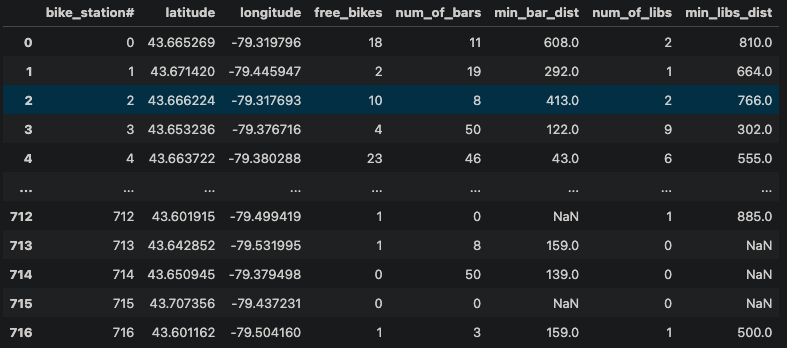 bike_station# latitude longitude free_bikes num_of_bars min_bar_dist num_of_libs min_libs_dist
0 0 43.665269 -79.319796 18 11 608.0 2 810.0
1 1 43.671420 -79.445947 2 19 292.0 1 664.0
2 2 43.666224 -79.317693 10 8 413.0 2 766.0
3 3 43.653236 -79.376716 4 50 122.0 9 302.0
4 4 43.663722 -79.380288 23 46 43.0 6 555.0
... ... ... ... ... ... ... ... ...
712 712 43.601915 -79.499419 1 0 NaN 1 885.0
713 713 43.642852 -79.531995 1 8 159.0 0 NaN
714 714 43.650945 -79.379498 0 50 139.0 0 NaN
715 715 43.707356 -79.437231 0 0 NaN 0 NaN
716 716 43.601162 -79.504160 1 3 159.0 1 500.0